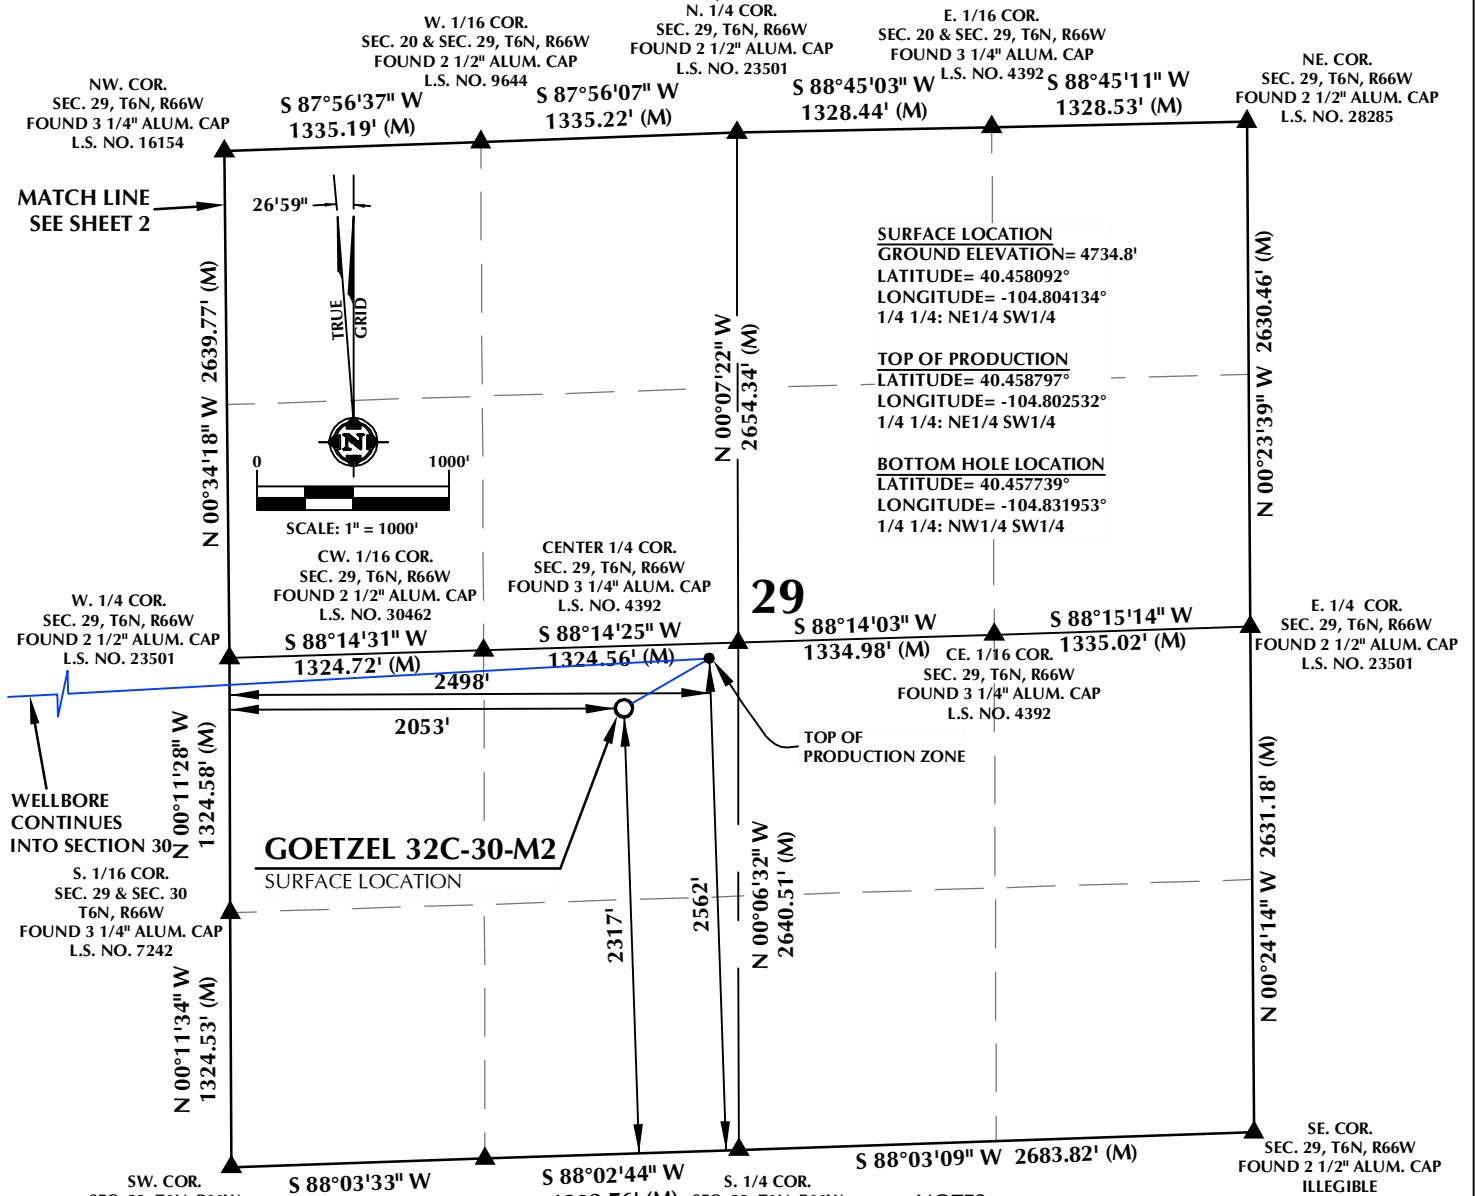 W. 1/16 COR.
SEC. 20 & SEC. 29, T6N, R66W
FOUND 2 1/2" ALUM. CAP
L.S. NO. 9644
N. 1/4 COR.
SEC. 29, T6N, R66W
FOUND 2 1/2" ALUM. CAP
L.S. NO. 23501
E. 1/16 COR.
SEC. 20 & SEC. 29, T6N, R66W
FOUND 3 1/4" ALUM. CAP
L.S. NO. 4392
NW. COR.
SEC. 29, T6N, R66W
FOUND 3 1/4" ALUM. CAP
L.S. NO. 16154
NE. COR.
SEC. 29, T6N, R66W
FOUND 2 1/2" ALUM. CAP
L.S. NO. 28285
S 87°56'37" W
1335.19' (M)
S 87°56'07" W
1335.22' (M)
S 88°45'03" W
1328.44' (M)
S 88°45'11" W
1328.53' (M)
MATCH LINE
SEE SHEET 2
26'59"
TRUE
GRID
N
0 1000'
SCALE: 1" = 1000'
N 00°34'18" W 2639.77' (M)
N 00°07'22" W
2654.34' (M)
N 00°23'39" W 2630.46' (M)
SURFACE LOCATION
GROUND ELEVATION= 4734.8'
LATITUDE= 40.458092°
LONGITUDE= -104.804134°
1/4 1/4: NE1/4 SW1/4
TOP OF PRODUCTION
LATITUDE= 40.458797°
LONGITUDE= -104.802532°
1/4 1/4: NE1/4 SW1/4
BOTTOM HOLE LOCATION
LATITUDE= 40.457739°
LONGITUDE= -104.831953°
1/4 1/4: NW1/4 SW1/4
CW. 1/16 COR.
SEC. 29, T6N, R66W
FOUND 2 1/2" ALUM. CAP
L.S. NO. 30462
CENTER 1/4 COR.
SEC. 29, T6N, R66W
FOUND 3 1/4" ALUM. CAP
L.S. NO. 4392
29
W. 1/4 COR.
SEC. 29, T6N, R66W
FOUND 2 1/2" ALUM. CAP
L.S. NO. 23501
E. 1/4 COR.
SEC. 29, T6N, R66W
FOUND 2 1/2" ALUM. CAP
L.S. NO. 23501
S 88°14'31" W
1324.72' (M)
S 88°14'25" W
1324.56' (M)
S 88°14'03" W
1334.98' (M)
S 88°15'14" W
1335.02' (M)
CE. 1/16 COR.
SEC. 29, T6N, R66W
FOUND 3 1/4" ALUM. CAP
L.S. NO. 4392
2498'
2053'
TOP OF
PRODUCTION ZONE
WELLBORE
CONTINUES
INTO SECTION 30
N 00°11'28" W
1324.58' (M)
GOETZEL 32C-30-M2
SURFACE LOCATION
2317'
2562'
N 00°06'32" W
2640.51' (M)
N 00°24'14" W 2631.18' (M)
S. 1/16 COR.
SEC. 29 & SEC. 30
T6N, R66W
FOUND 3 1/4" ALUM. CAP
L.S. NO. 7242
N 00°11'34" W
1324.53' (M)
SW. COR.
S 88°03'33" W
S 88°02'44" W
S. 1/4 COR.
S 88°03'09" W 2683.82' (M)
SE. COR.
SEC. 29, T6N, R66W
FOUND 2 1/2" ALUM. CAP
ILLEGIBLE